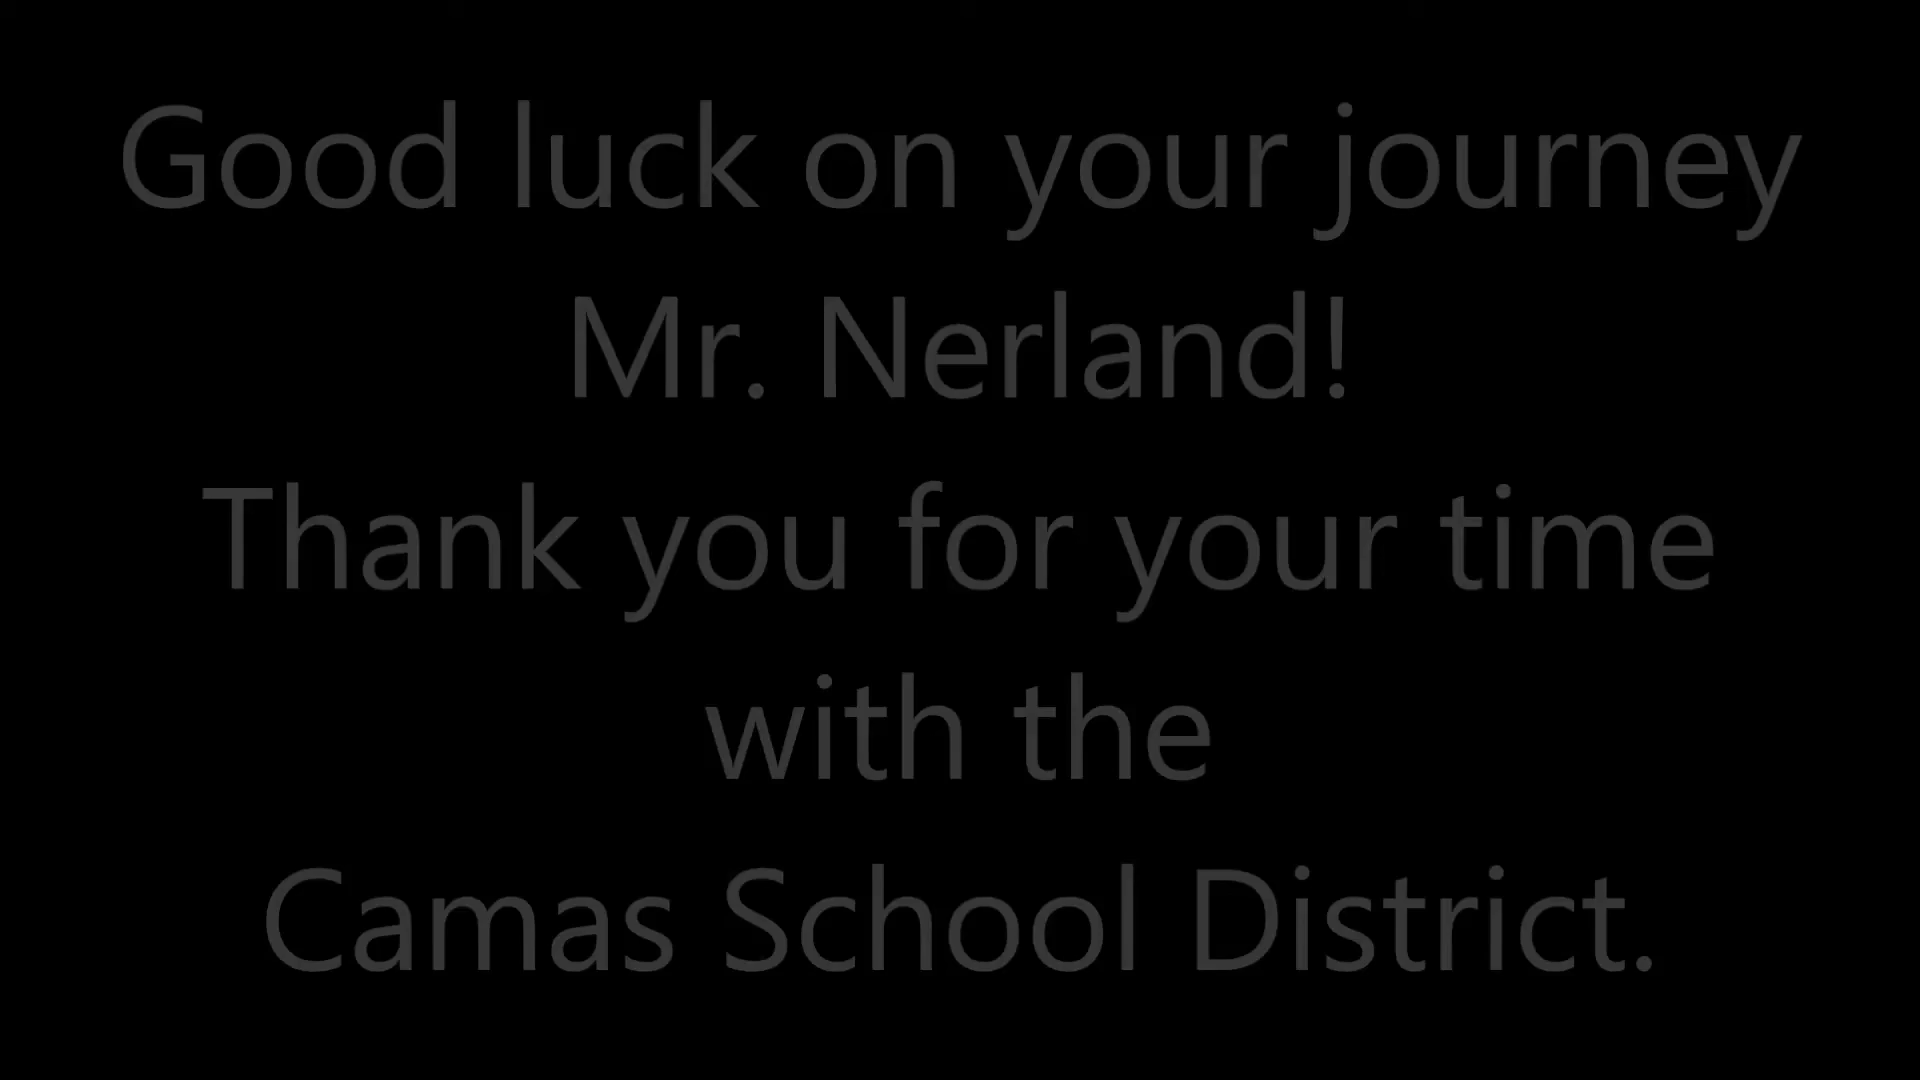 Good luck on your journey
Mr. Nerland!
Thank you for your time
with the
Camas School District.